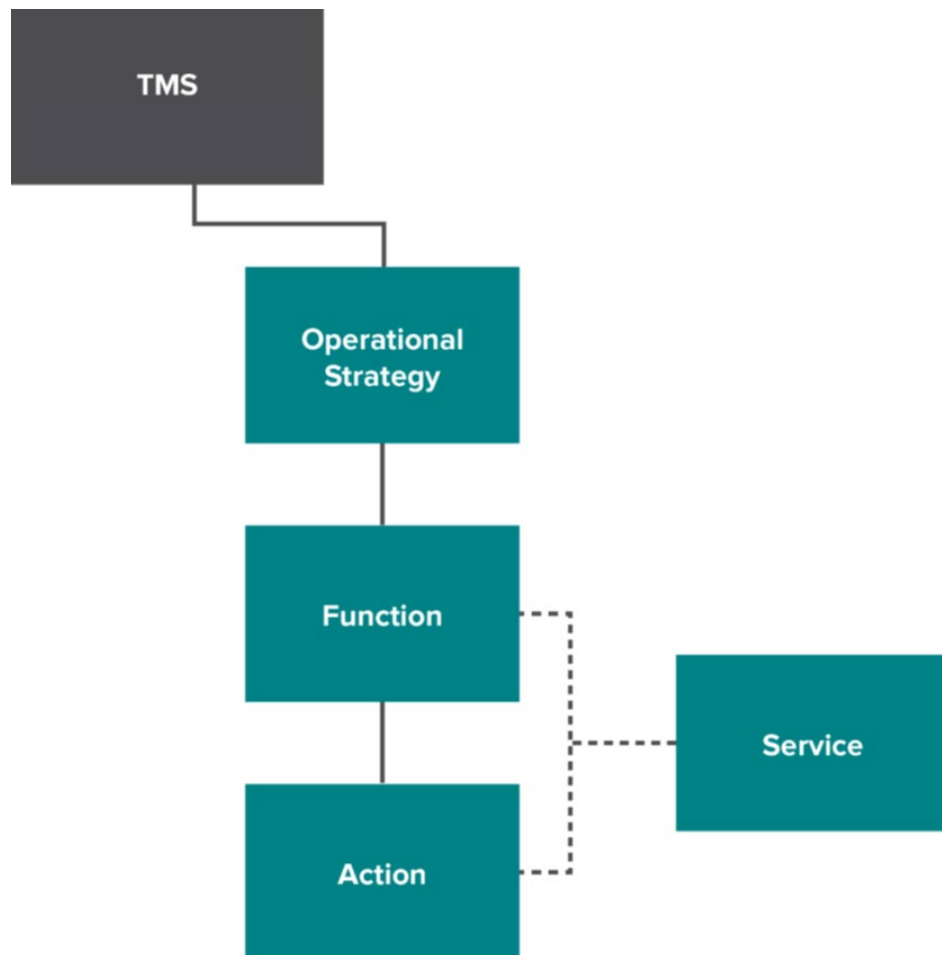 TMS
Operational
Strategy
Function
Service
Action